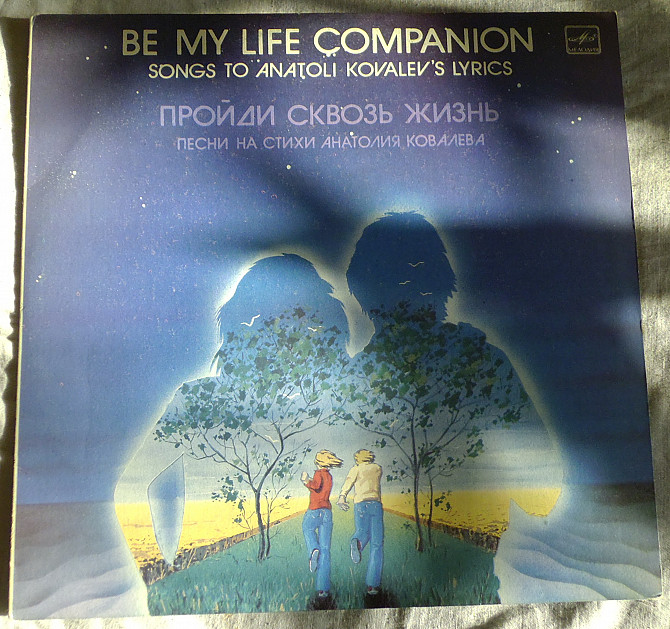 BE MY LIFE COMPANION
SONGS TO ANATOLI KOVALEV'S LYRICS
ПРОЙДИ СКВОЗЬ ЖИЗНЬ
ПЕСНИ НА СТИХИ АНАТОЛИЯ КОВАЛЕВА